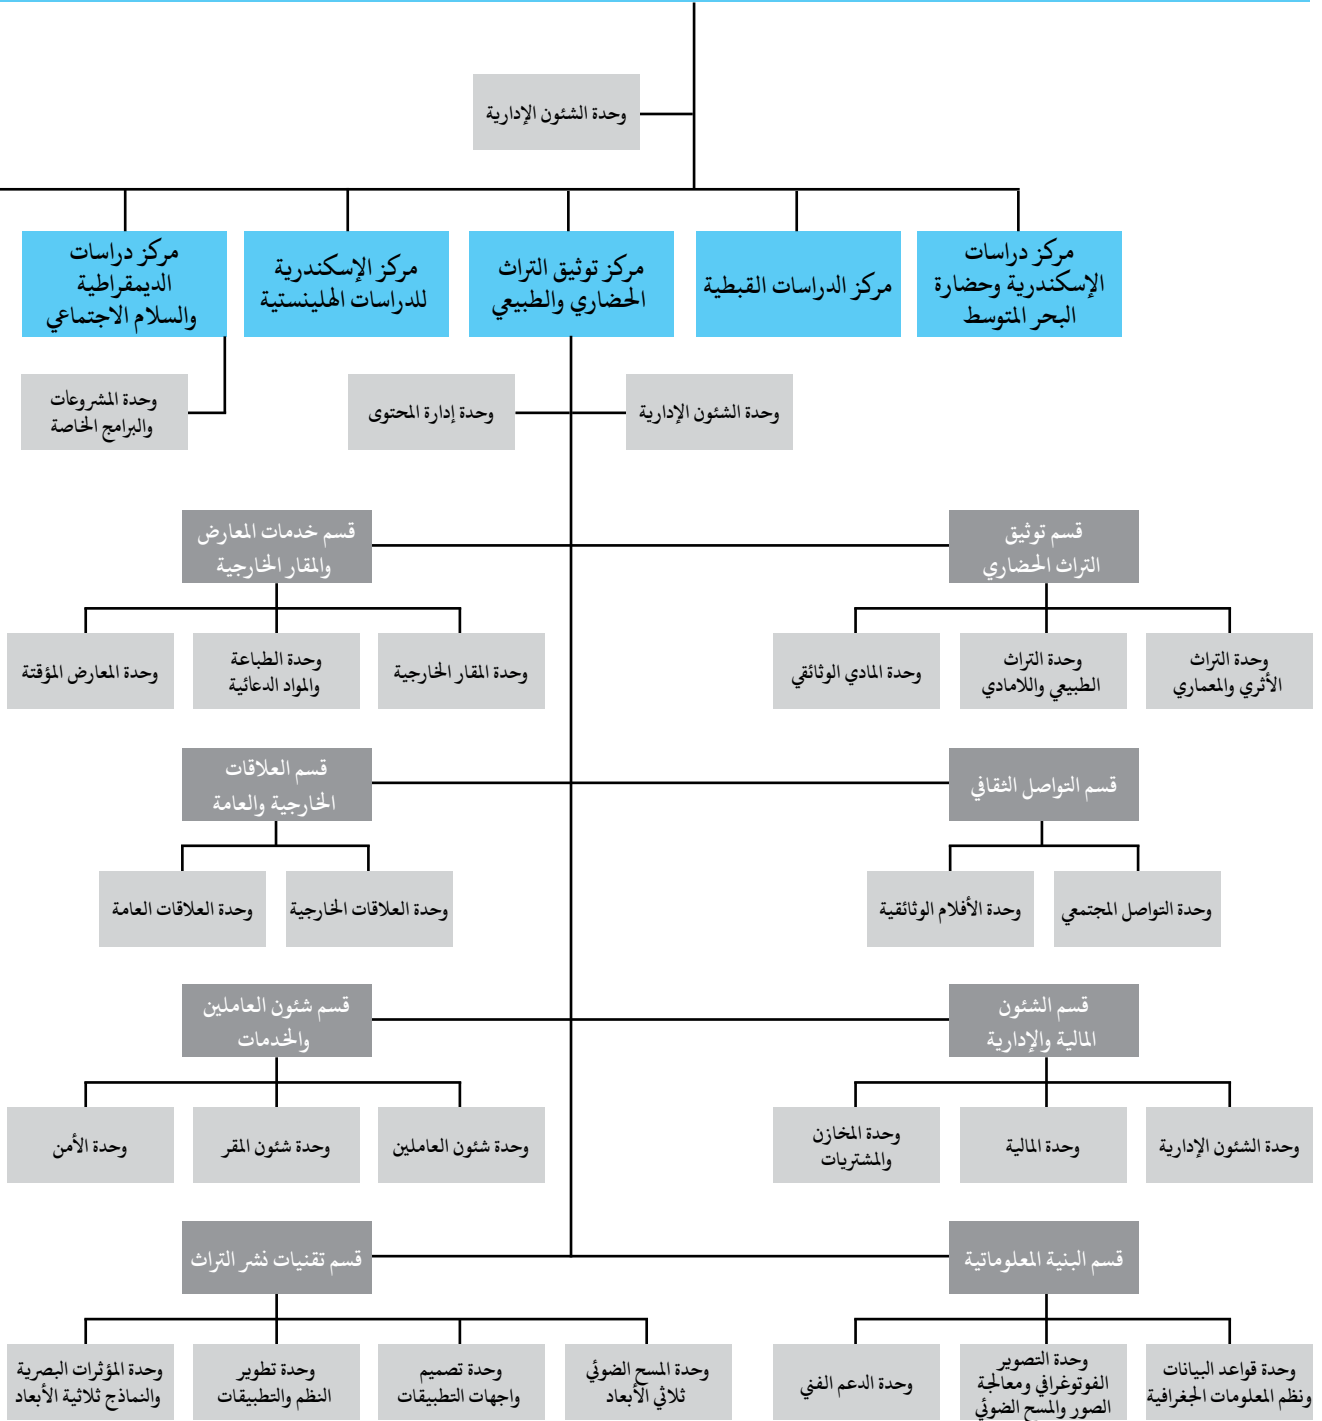 وحدة الشئون الإدارية
مركز دراسات
الإسكندرية وحضارة
البحر المتوسط
مركز الدراسات القبطية
مركز توثيق التراث
الحضاري والطبيعي
مركز الإسكندرية
للدراسات الهلينستية
مركز دراسات
الديمقراطية
والسلام الاجتماعي
وحدة الشئون الإدارية
وحدة إدارة المحتوى
وحدة المشروعات
والبرامج الخاصة
قسم توثيق
التراث الحضاري
قسم خدمات المعارض
والمقار الخارجية
وحدة التراث
الأثري والمعماري
وحدة التراث
الطبيعي واللامادي
وحدة المادي الوثائقي
وحدة المقار الخارجية
وحدة الطباعة
والمواد الدعائية
وحدة المعارض المؤقتة
قسم التواصل الثقافي
قسم العلاقات
الخارجية والعامة
وحدة التواصل المجتمعي
وحدة الأفلام الوثائقية
وحدة العلاقات الخارجية
وحدة العلاقات العامة
قسم الشئون
المالية والإدارية
قسم شئون العاملين
والخدمات
وحدة الشئون الإدارية
وحدة المالية
وحدة المخازن
والمشتريات
وحدة شئون العاملين
وحدة شئون المقر
وحدة الأمن
قسم البنية المعلوماتية
قسم تقنيات نشر التراث
وحدة قواعد البيانات
ونظم المعلومات الجغرافية
وحدة التصوير
الفوتوغرافي ومعالجة
الصور والمسح الضوئي
وحدة الدعم الفني
وحدة المسح الضوئي
ثلاثي الأبعاد
وحدة تصميم
واجهات التطبيقات
وحدة تطوير
النظم والتطبيقات
وحدة المؤثرات البصرية
والنماذج ثلاثية الأبعاد